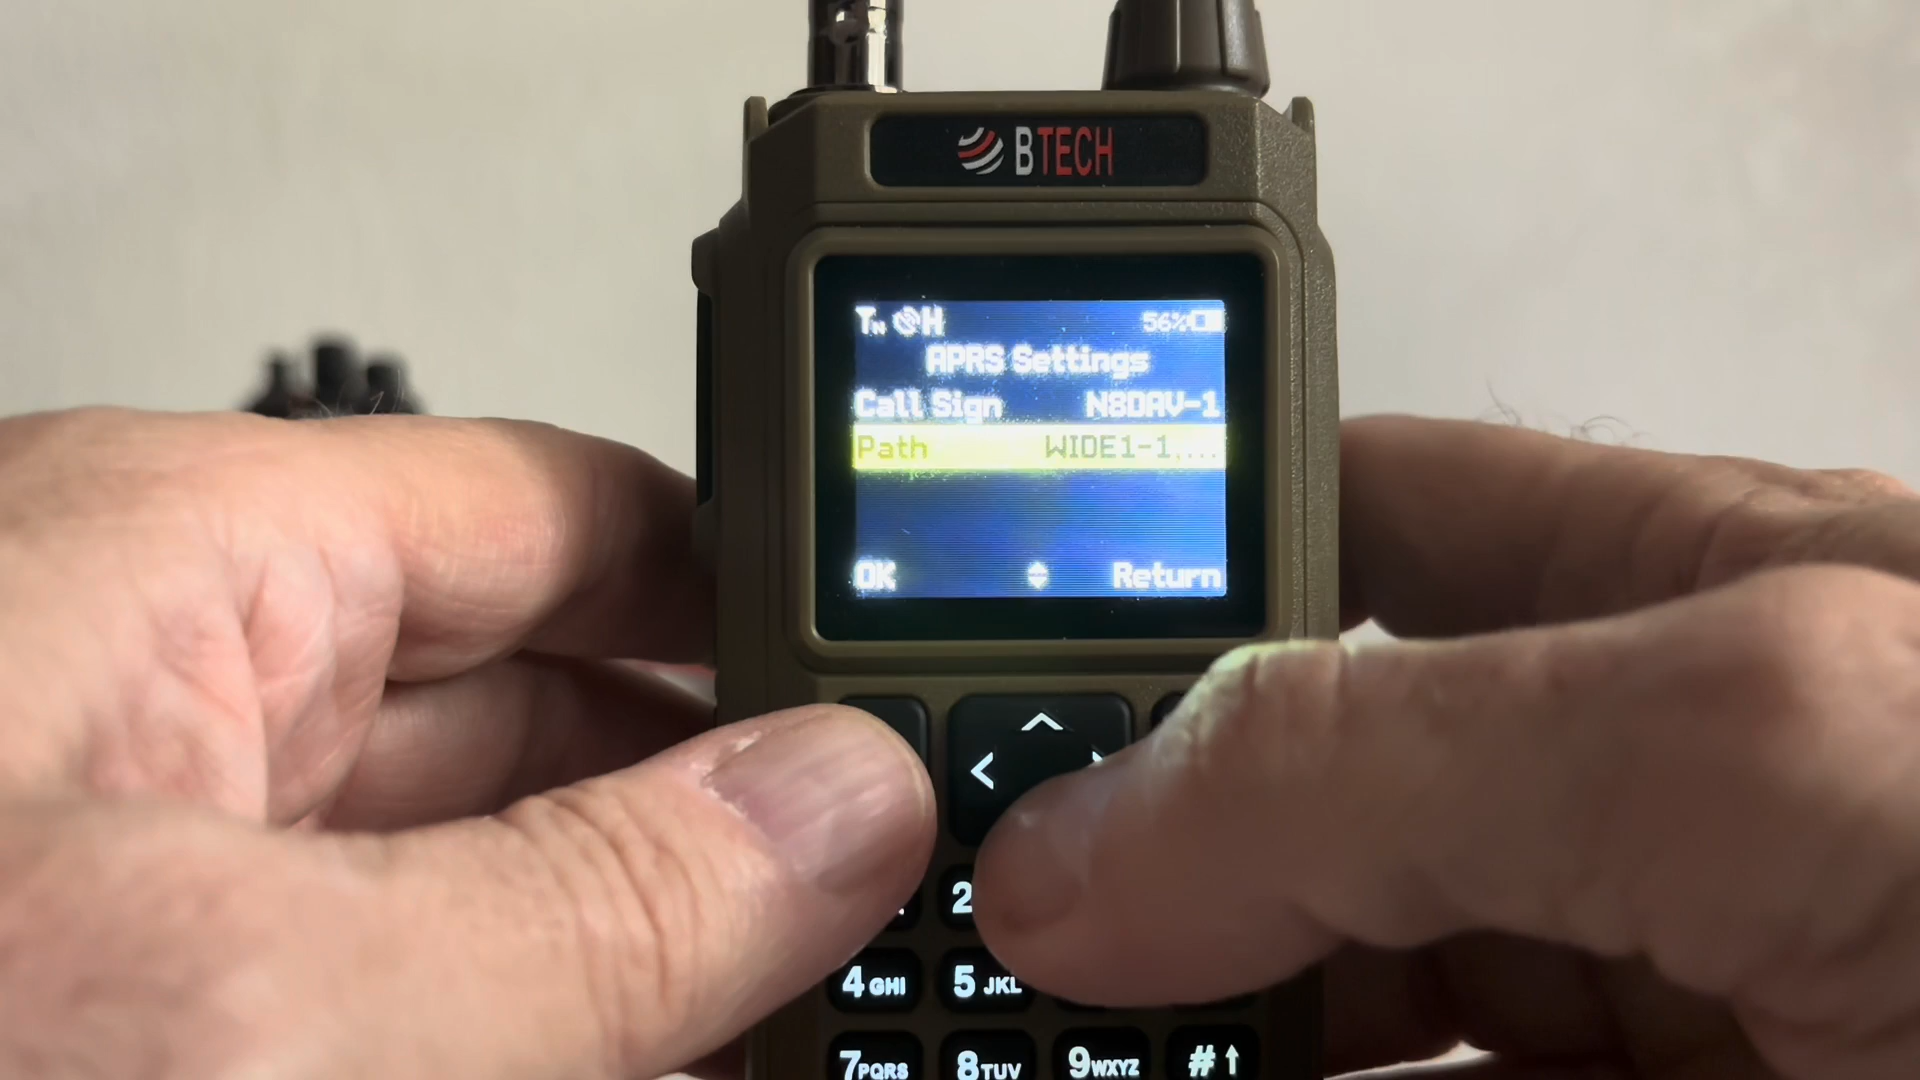 BTECH
TN H 56%
APRS Settings
Call Sign N8DAV-1
Path WIDE1-1,...
OK Return
2
4 GHI 5 JKL
7 PQRS 8 TUV 9 WXYZ #